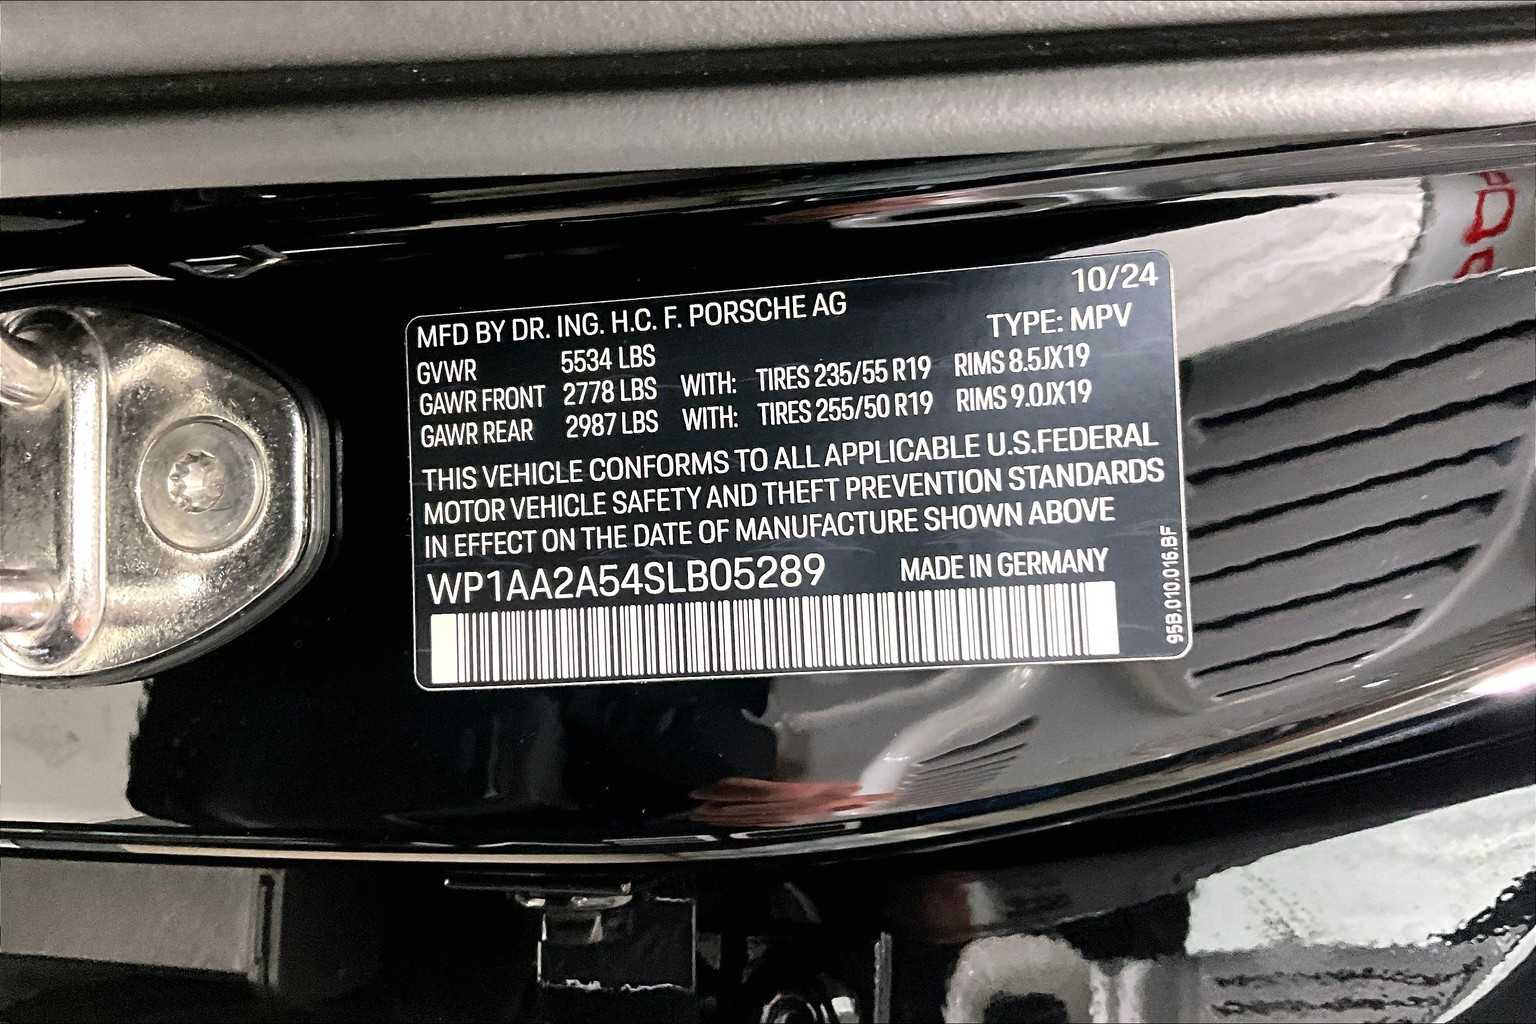 10/24
MFD BY DR. ING. H.C. F. PORSCHE AG
TYPE: MPV
GVWR 5534 LBS
GAWR FRONT 2778 LBS WITH: TIRES 235/55 R19 RIMS 8.5JX19
GAWR REAR 2987 LBS WITH: TIRES 255/50 R19 RIMS 9.0JX19
THIS VEHICLE CONFORMS TO ALL APPLICABLE U.S.FEDERAL
MOTOR VEHICLE SAFETY AND THEFT PREVENTION STANDARDS
IN EFFECT ON THE DATE OF MANUFACTURE SHOWN ABOVE
WP1AA2A54SLB05289 MADE IN GERMANY
95B.010.016.BF